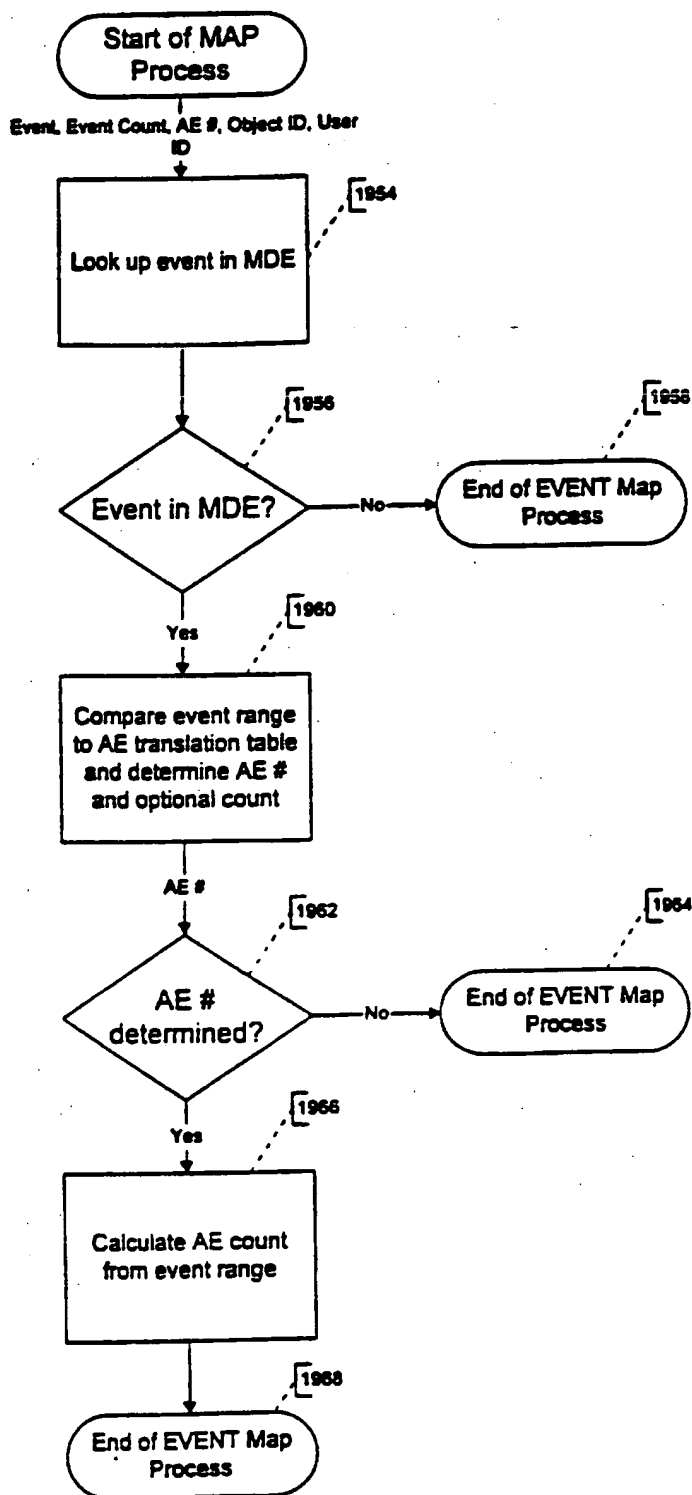 Start of MAP
Process
Event, Event Count, AE #, Object ID, User
ID
1954
Look up event in MDE
1956
1958
Event in MDE?
No
End of EVENT Map
Process
Yes
1960
Compare event range
to AE translation table
and determine AE #
and optional count
AE #
1962
1964
AE #
determined?
No
End of EVENT Map
Process
Yes
1966
Calculate AE count
from event range
1968
End of EVENT Map
Process